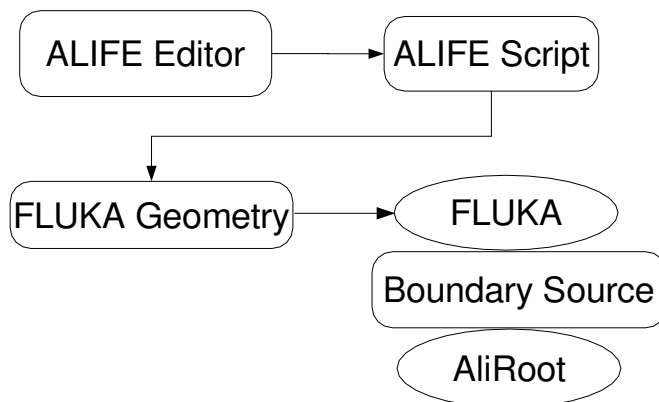 ALIFE Editor
ALIFE Script
FLUKA Geometry
FLUKA
Boundary Source
AliRoot